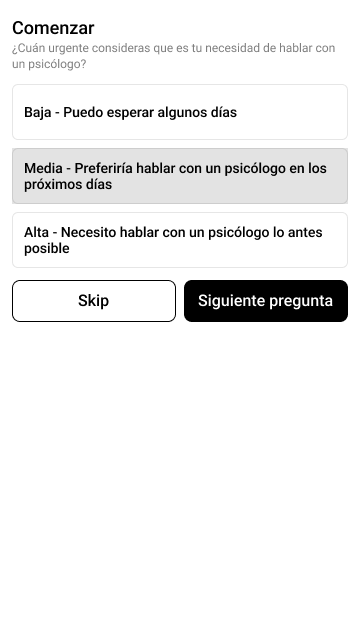 Comenzar
¿Cuán urgente consideras que es tu necesidad de hablar con
un psicólogo?
Baja - Puedo esperar algunos días
Media - Preferiría hablar con un psicólogo en los
próximos días
Alta - Necesito hablar con un psicólogo lo antes
posible
Skip
Siguiente pregunta